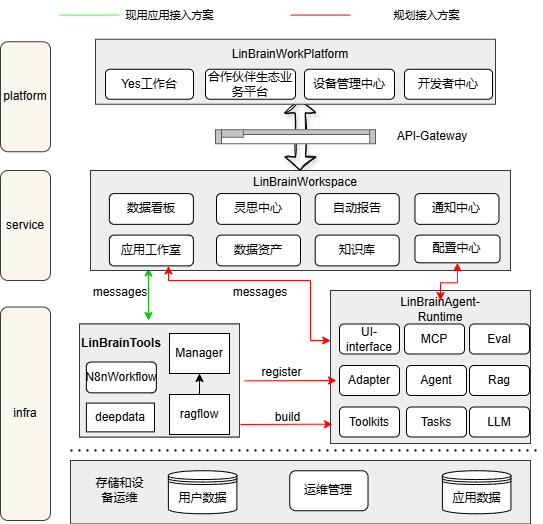 现用应用接入方案
规划接入方案
platform
LinBrainWorkPlatform
Yes工作台
合作伙伴生态业
务平台
设备管理中心
开发者中心
API-Gateway
service
LinBrainWorkspace
数据看板
灵思中心
自动报告
通知中心
应用工作室
数据资产
知识库
配置中心
messages
messages
infra
LinBrainTools
Manager
N8nWorkflow
deepdata
ragflow
register
build
LinBrainAgent-
Runtime
UI-
interface
MCP
Eval
Adapter
Agent
Rag
Toolkits
Tasks
LLM
存储和设
备运维
用户数据
运维管理
应用数据